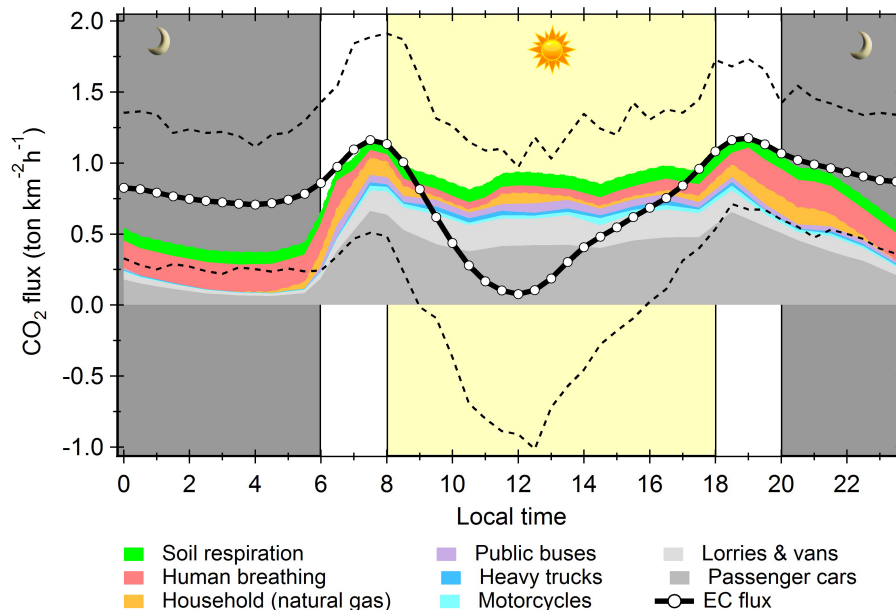 2.0
1.5
1.0
0.5
0.0
-0.5
-1.0
CO₂ flux (ton km⁻²h⁻¹)
0 2 4 6 8 10 12 14 16 18 20 22
Local time
Soil respiration Public buses Lorries & vans
Human breathing Heavy trucks Passenger cars
Household (natural gas) Motorcycles EC flux